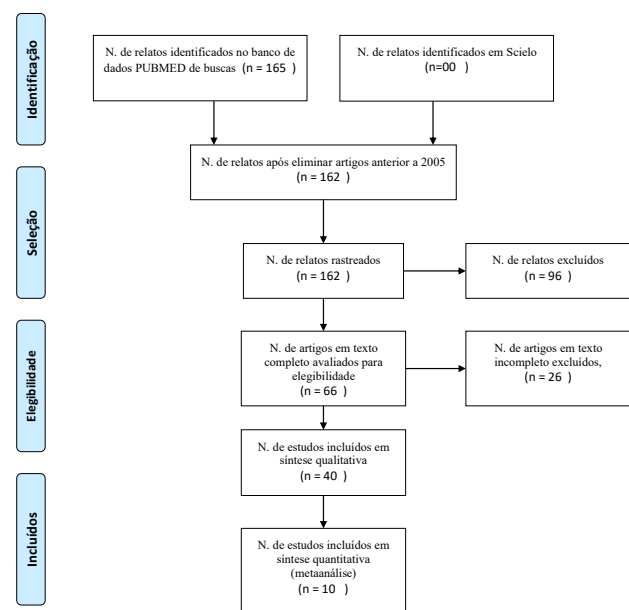 Identificação
N. de relatos identificados no banco de
dados PUBMED de buscas (n = 165 )
N. de relatos identificados em Scielo
(n=00 )
N. de relatos após eliminar artigos anterior a 2005
(n = 162 )
Seleção
N. de relatos rastreados
(n = 162 )
N. de relatos excluídos
(n = 96 )
Elegibilidade
N. de artigos em texto
completo avaliados para
elegibilidade
(n = 66 )
N. de artigos em texto
incompleto excluídos,
(n = 26 )
N. de estudos incluídos em
síntese qualitativa
(n = 40 )
Incluídos
N. de estudos incluídos em
síntese quantitativa
(metaanálise)
(n = 10 )